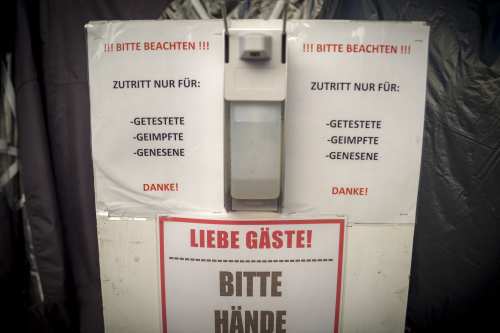 !!! BITTE BEACHTEN !!!
ZUTRITT NUR FÜR:
-GETESTETE
-GEIMPFTE
-GENESENE
DANKE!
!!! BITTE BEACHTEN !!!
ZUTRITT NUR FÜR:
-GETESTETE
-GEIMPFTE
-GENESENE
DANKE!
LIEBE GÄSTE!
BITTE
HÄNDE